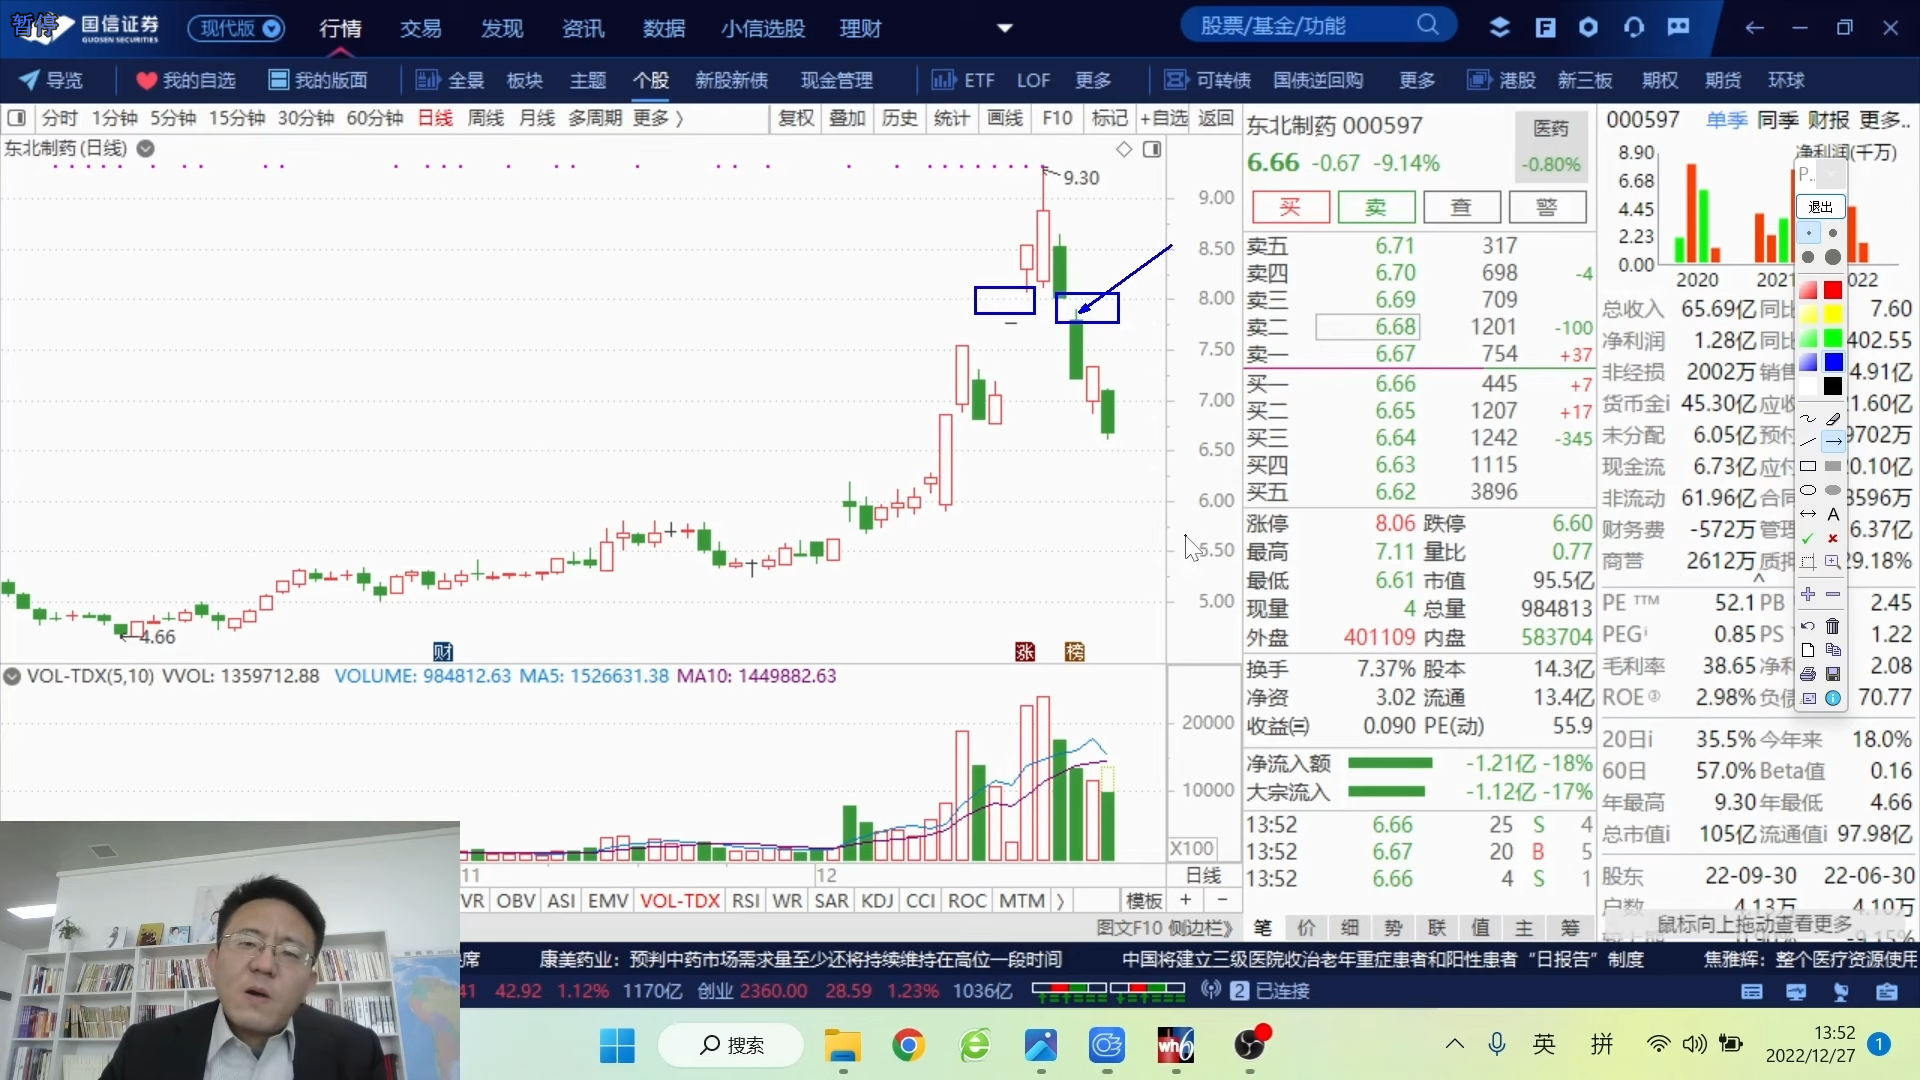 暂停
国信证券
GUOSEN SECURITIES
现代版
行情 交易 发现 资讯 数据 小信选股 理财
股票/基金/功能
导览 我的自选 我的版面 全景 板块 主题 个股 新股新债 现金管理 ETF LOF 更多 可转债 国债逆回购 更多 港股 新三板 期权 期货 环球
分时 1分钟 5分钟 15分钟 30分钟 60分钟 日线 周线 月线 多周期 更多 〉 复权 叠加 历史 统计 画线 F10 标记 +自选 返回
东北制药(日线)
9.30
9.00
8.50
8.00
7.50
7.00
6.50
6.00
5.50
5.00
4.66
财 涨 榜
VOL-TDX(5,10) VVOL: 1359712.88 VOLUME: 984812.63 MA5: 1526631.38 MA10: 1449882.63
20000
10000
X100
11 12 日线
VR OBV ASI EMV VOL-TDX RSI WR SAR KDJ CCI ROC MTM 〉 模板 + −
图文F10 侧边栏》
东北制药 000597
6.66 -0.67 -9.14%
医药
-0.80%
买 卖 查 警
卖五 6.71 317
卖四 6.70 698 -4
卖三 6.69 709
卖二 6.68 1201 -100
卖一 6.67 754 +37
买一 6.66 445 +7
买二 6.65 1207 +17
买三 6.64 1242 -345
买四 6.63 1115
买五 6.62 3896
涨停 8.06 跌停 6.60
最高 7.11 量比 0.77
最低 6.61 市值 95.5亿
现量 4 总量 984813
外盘 401109 内盘 583704
换手 7.37% 股本 14.3亿
净资 3.02 流通 13.4亿
收益㈢ 0.090 PE(动) 55.9
净流入额 -1.21亿 -18%
大宗流入 -1.12亿 -17%
13:52 6.66 25 S 4
13:52 6.67 20 B 5
13:52 6.66 4 S 1
笔 价 细 势 联 值 主 筹
000597 单季 同季 财报 更多..
净利润(千万)
8.90
6.68
4.45
2.23
0.00
2020 2021 022
总收入 65.69亿 同比 7.60
净利润 1.28亿 同比 402.55
非经损 2002万 销售 4.91亿
货币金i 45.30亿 应收 1.60亿
未分配 6.05亿 预付 9702万
现金流 6.73亿 应付 0.10亿
非流动 61.96亿 合同 3596万
财务费 -572万 管理 6.37亿
商誉 2612万 质押 29.18%
PE TTM 52.1 PB 2.45
PEGi 0.85 PS 1.22
毛利率 38.65 净利 2.08
ROE③ 2.98% 负债 70.77
20日i 35.5% 今年来 18.0%
60日 57.0% Beta值 0.16
年最高 9.30 年最低 4.66
总市值i 105亿 流通值i 97.98亿
股东 22-09-30 22-06-30
户数 4.13万 4.10万
鼠标向上拖动查看更多
P..
退出
A
席 康美药业：预判中药市场需求量至少还将持续维持在高位一段时间 中国将建立三级医院收治老年重症患者和阳性患者“日报告”制度 焦雅辉：整个医疗资源使用
41 42.92 1.12% 1170亿 创业 2360.00 28.59 1.23% 1036亿 2 已连接
搜索
wh6
英 拼
13:52
2022/12/27
1